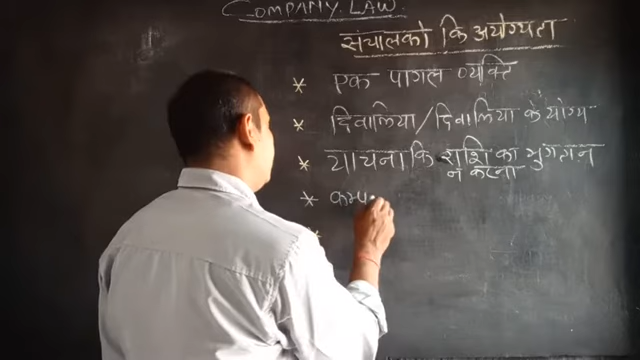 COMPANY LAW
संचालको कि अयोग्यता
* एक पागल व्यक्ति
* दिवालिया/दिवालिया के योग्य
* याचना कि राशि का भुगतान
न करना
* कम्प
*